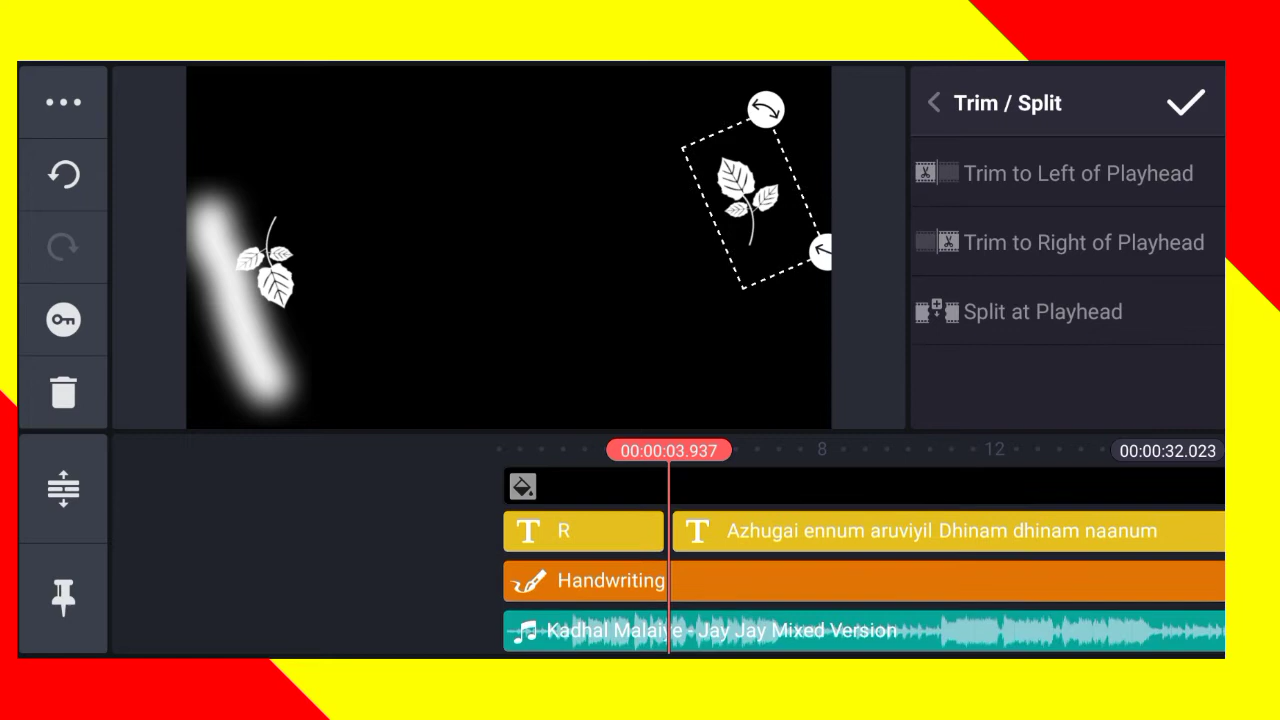 Trim / Split
Trim to Left of Playhead
Trim to Right of Playhead
Split at Playhead
00:00:03.937
8
12
00:00:32.023
R
Azhugai ennum aruviyil Dhinam dhinam naanum
Handwriting
Kadhal Malaiye - Jay Jay Mixed Version